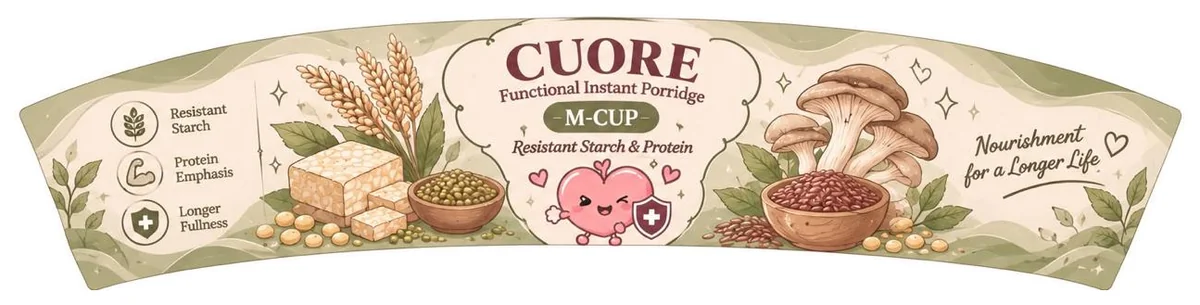 Resistant
Starch
Protein
Emphasis
Longer
Fullness
CUORE
Functional Instant Porridge
M-CUP
Resistant Starch & Protein
Nourishment
for a Longer Life